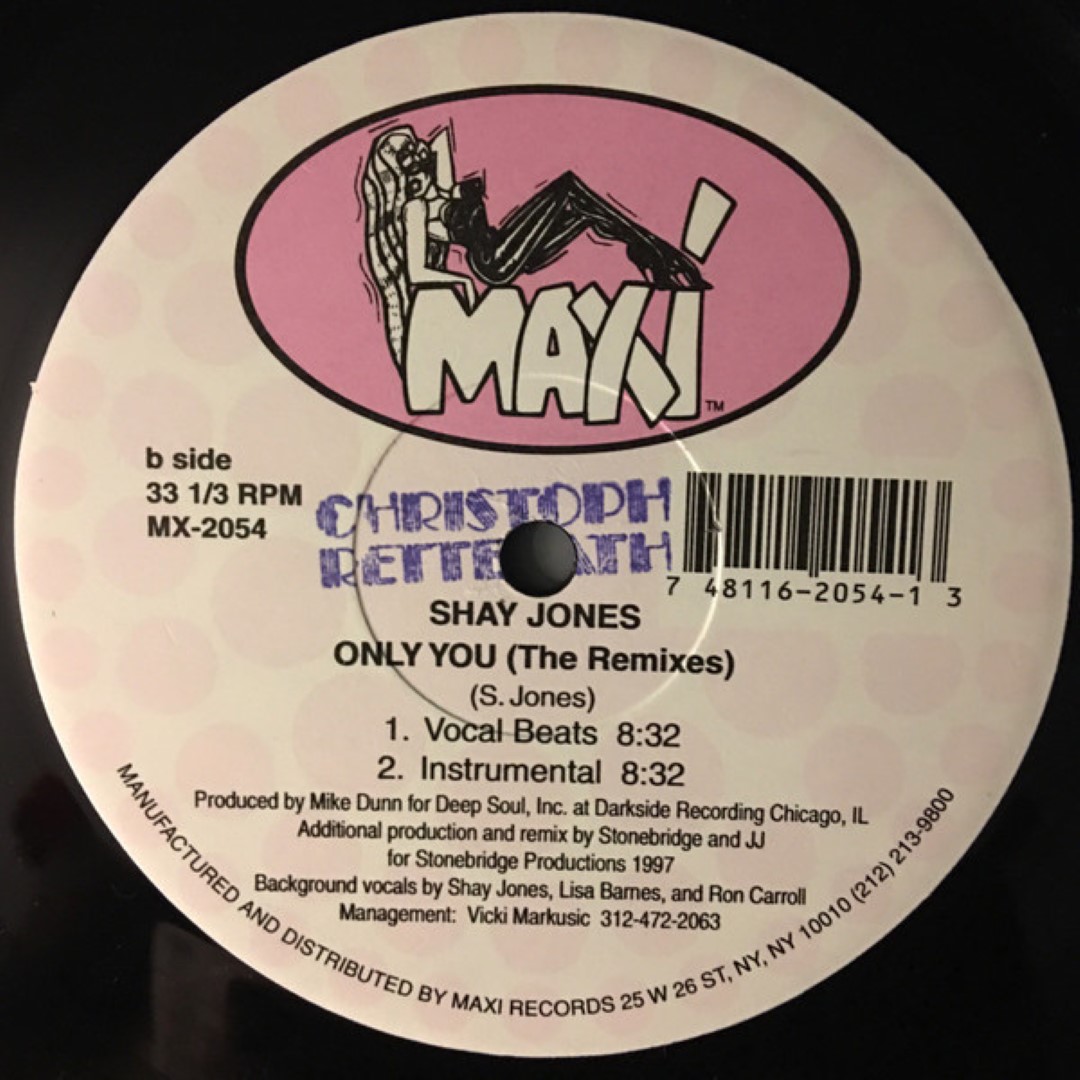 MAXI
TM
b side
33 1/3 RPM
MX-2054
CHRISTOPH
7 48116-2054-1 3
SHAY JONES
ONLY YOU (The Remixes)
(S. Jones)
1. Vocal Beats 8:32
2. Instrumental 8:32
Produced by Mike Dunn for Deep Soul, Inc. at Darkside Recording Chicago, IL
Additional production and remix by Stonebridge and JJ
for Stonebridge Productions 1997
Background vocals by Shay Jones, Lisa Barnes, and Ron Carroll
Management: Vicki Markusic 312-472-2063
MANUFACTURED AND DISTRIBUTED BY MAXI RECORDS 25 W 26 ST, NY, NY 10010 (212) 213-9800